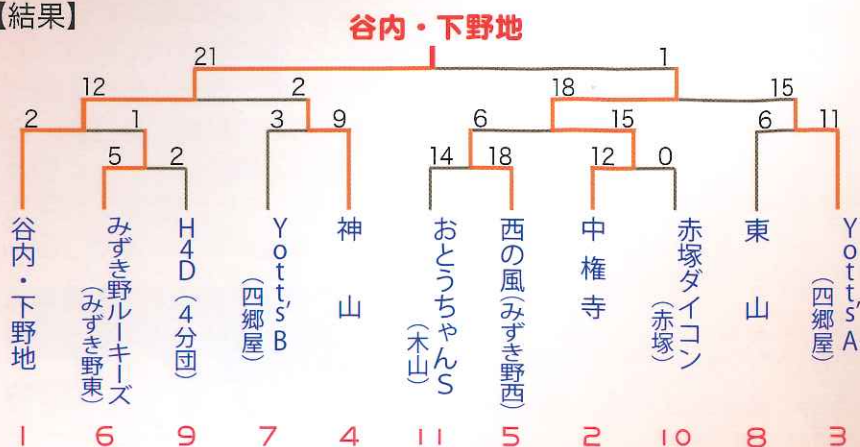 【結果】
谷内・下野地
21 1
12 2 18 15
2 1 3 9 6 15 6 11
5 2 14 18 12 0
谷内・下野地
みずき野ルーキーズ
(みずき野東)
H4D(4分団)
Yott's B
(四郷屋)
神山
おとうちゃんS
(木山)
西の風(みずき野西)
中権寺
赤塚ダイコン
(赤塚)
東山
Yott's A
(四郷屋)
1 6 9 7 4 11 5 2 10 8 3